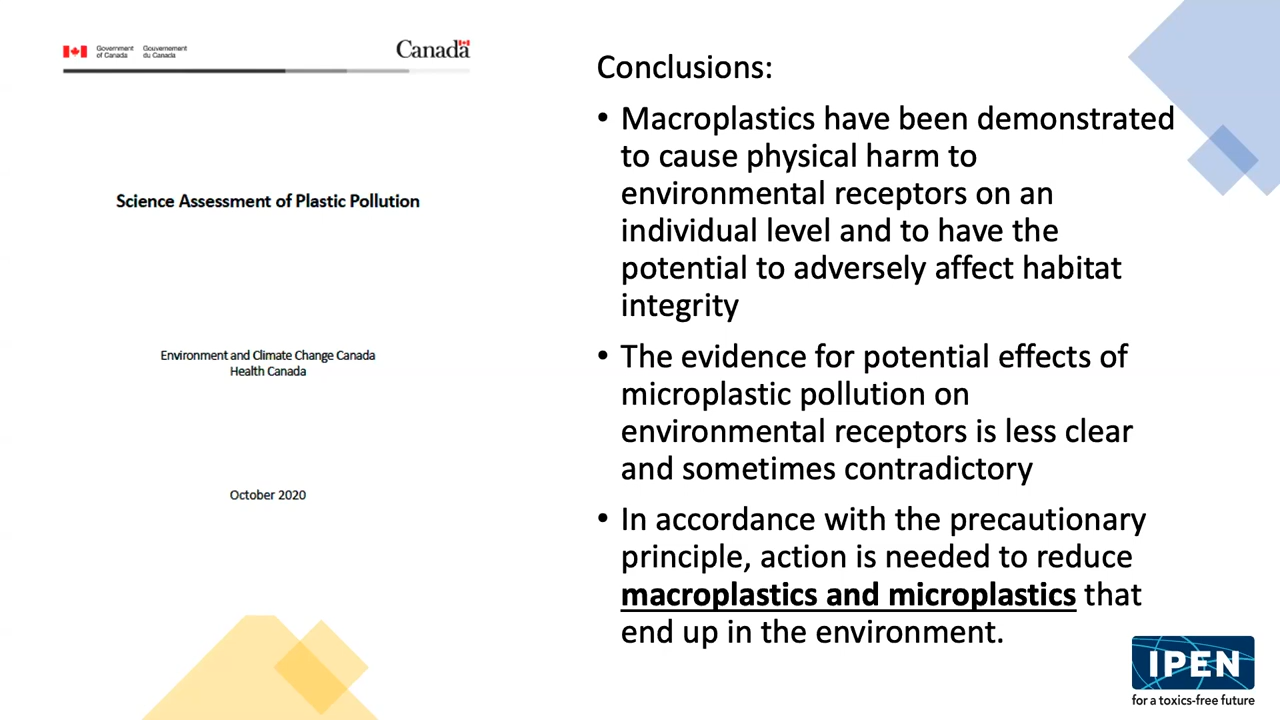 Government of Canada
Gouvernement du Canada
Canada
Science Assessment of Plastic Pollution
Environment and Climate Change Canada
Health Canada
October 2020
Conclusions:
• Macroplastics have been demonstrated
to cause physical harm to
environmental receptors on an
individual level and to have the
potential to adversely affect habitat
integrity
• The evidence for potential effects of
microplastic pollution on
environmental receptors is less clear
and sometimes contradictory
• In accordance with the precautionary
principle, action is needed to reduce
macroplastics and microplastics that
end up in the environment.
IPEN
for a toxics-free future